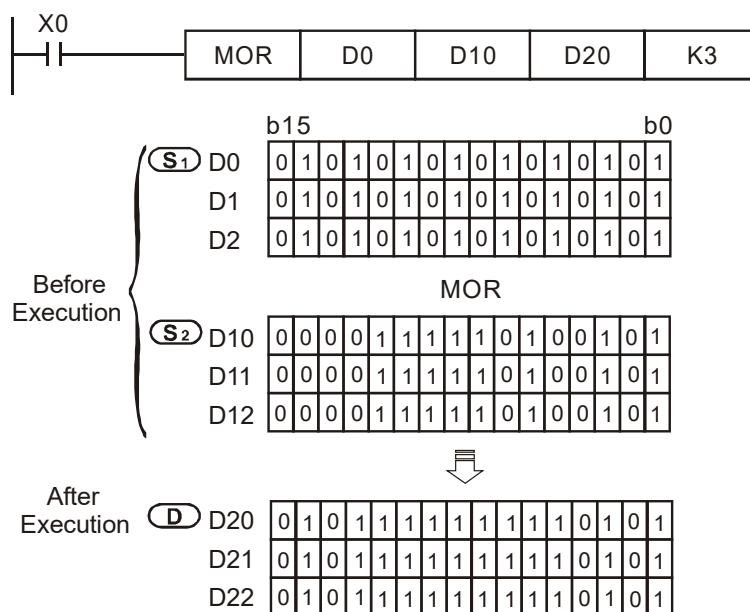 X0
MOR D0 D10 D20 K3
b15 b0
S1 D0 0 1 0 1 0 1 0 1 0 1 0 1 0 1 0 1
D1 0 1 0 1 0 1 0 1 0 1 0 1 0 1 0 1
D2 0 1 0 1 0 1 0 1 0 1 0 1 0 1 0 1
Before
Execution
MOR
S2 D10 0 0 0 0 1 1 1 1 1 0 1 0 0 1 0 1
D11 0 0 0 0 1 1 1 1 1 0 1 0 0 1 0 1
D12 0 0 0 0 1 1 1 1 1 0 1 0 0 1 0 1
After
Execution
D D20 0 1 0 1 1 1 1 1 1 1 1 1 0 1 0 1
D21 0 1 0 1 1 1 1 1 1 1 1 1 0 1 0 1
D22 0 1 0 1 1 1 1 1 1 1 1 1 0 1 0 1